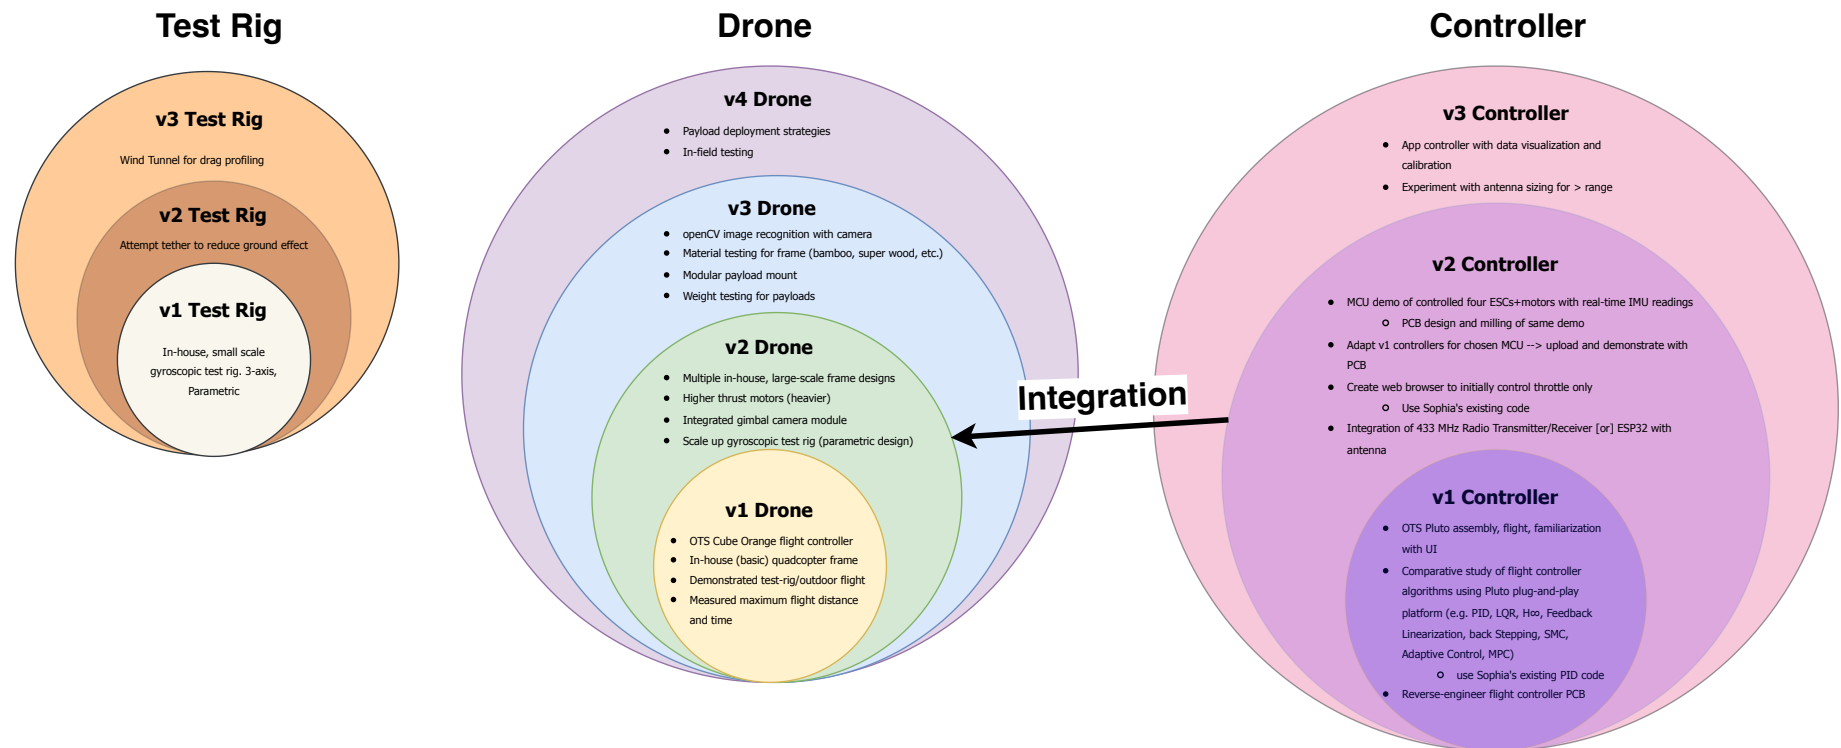 Test Rig
v3 Test Rig
Wind Tunnel for drag profiling
v2 Test Rig
Attempt tether to reduce ground effect
v1 Test Rig
In-house, small scale
gyroscopic test rig. 3-axis,
Parametric
Drone
v4 Drone
• Payload deployment strategies
• In-field testing
v3 Drone
• openCV image recognition with camera
• Material testing for frame (bamboo, super wood, etc.)
• Modular payload mount
• Weight testing for payloads
v2 Drone
• Multiple in-house, large-scale frame designs
• Higher thrust motors (heavier)
• Integrated gimbal camera module
• Scale up gyroscopic test rig (parametric design)
v1 Drone
• OTS Cube Orange flight controller
• In-house (basic) quadcopter frame
• Demonstrated test-rig/outdoor flight
• Measured maximum flight distance
and time
Integration
Controller
v3 Controller
• App controller with data visualization and
calibration
• Experiment with antenna sizing for > range
v2 Controller
• MCU demo of controlled four ESCs+motors with real-time IMU readings
○ PCB design and milling of same demo
• Adapt v1 controllers for chosen MCU --> upload and demonstrate with
PCB
• Create web browser to initially control throttle only
○ Use Sophia's existing code
• Integration of 433 MHz Radio Transmitter/Receiver [or] ESP32 with
antenna
v1 Controller
• OTS Pluto assembly, flight, familiarization
with UI
• Comparative study of flight controller
algorithms using Pluto plug-and-play
platform (e.g. PID, LQR, H∞, Feedback
Linearization, back Stepping, SMC,
Adaptive Control, MPC)
○ use Sophia's existing PID code
• Reverse-engineer flight controller PCB